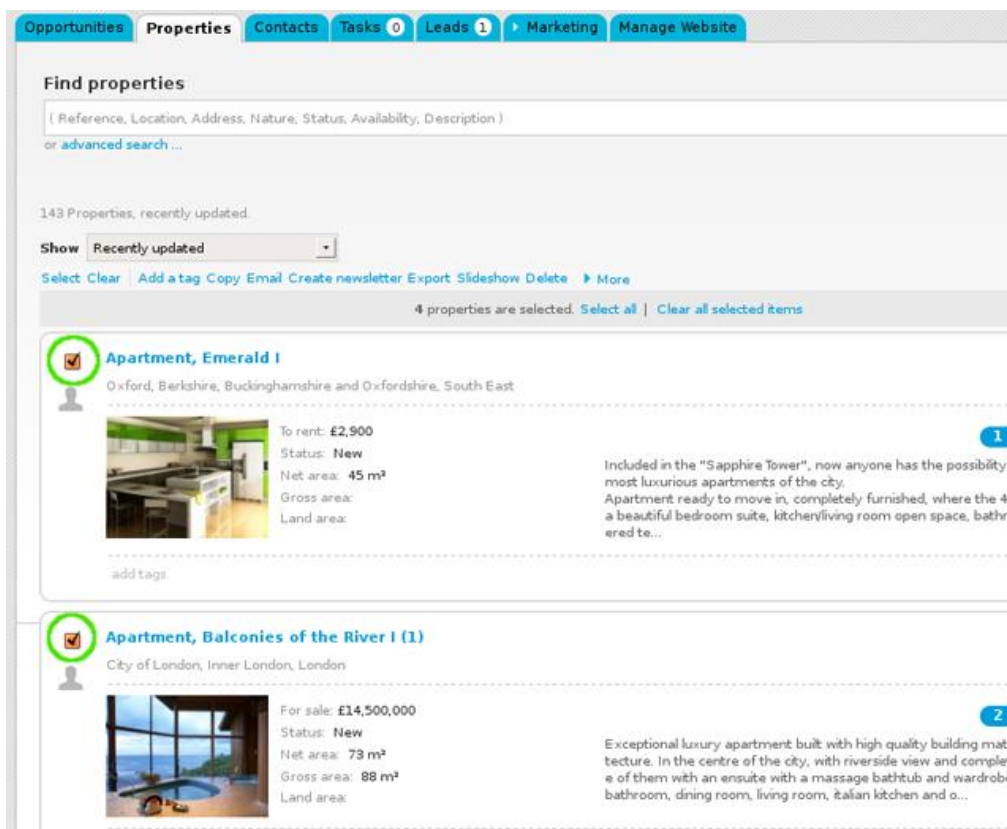 Opportunities Properties Contacts Tasks 0 Leads 1 Marketing Manage Website
Find properties
( Reference, Location, Address, Nature, Status, Availability, Description )
or advanced search ...
143 Properties, recently updated.
Show Recently updated
Select Clear Add a tag Copy Email Create newsletter Export Slideshow Delete More
4 properties are selected. Select all | Clear all selected items
Apartment, Emerald I
Oxford, Berkshire, Buckinghamshire and Oxfordshire, South East
To rent: £2,900
1
Status: New
Net area: 45 m²
Gross area:
Land area:
Included in the "Sapphire Tower", now anyone has the possibility
most luxurious apartments of the city.
Apartment ready to move in, completely furnished, where the 4
a beautiful bedroom suite, kitchen/living room open space, bathr
ered te...
add tags
Apartment, Balconies of the River I (1)
City of London, Inner London, London
For sale: £14,500,000
2
Status: New
Net area: 73 m²
Gross area: 88 m²
Land area:
Exceptional luxury apartment built with high quality building mat
tecture. In the centre of the city, with riverside view and complet
e of them with an ensuite with a massage bathtub and wardrob
bathroom, dining room, living room, italian kitchen and o...